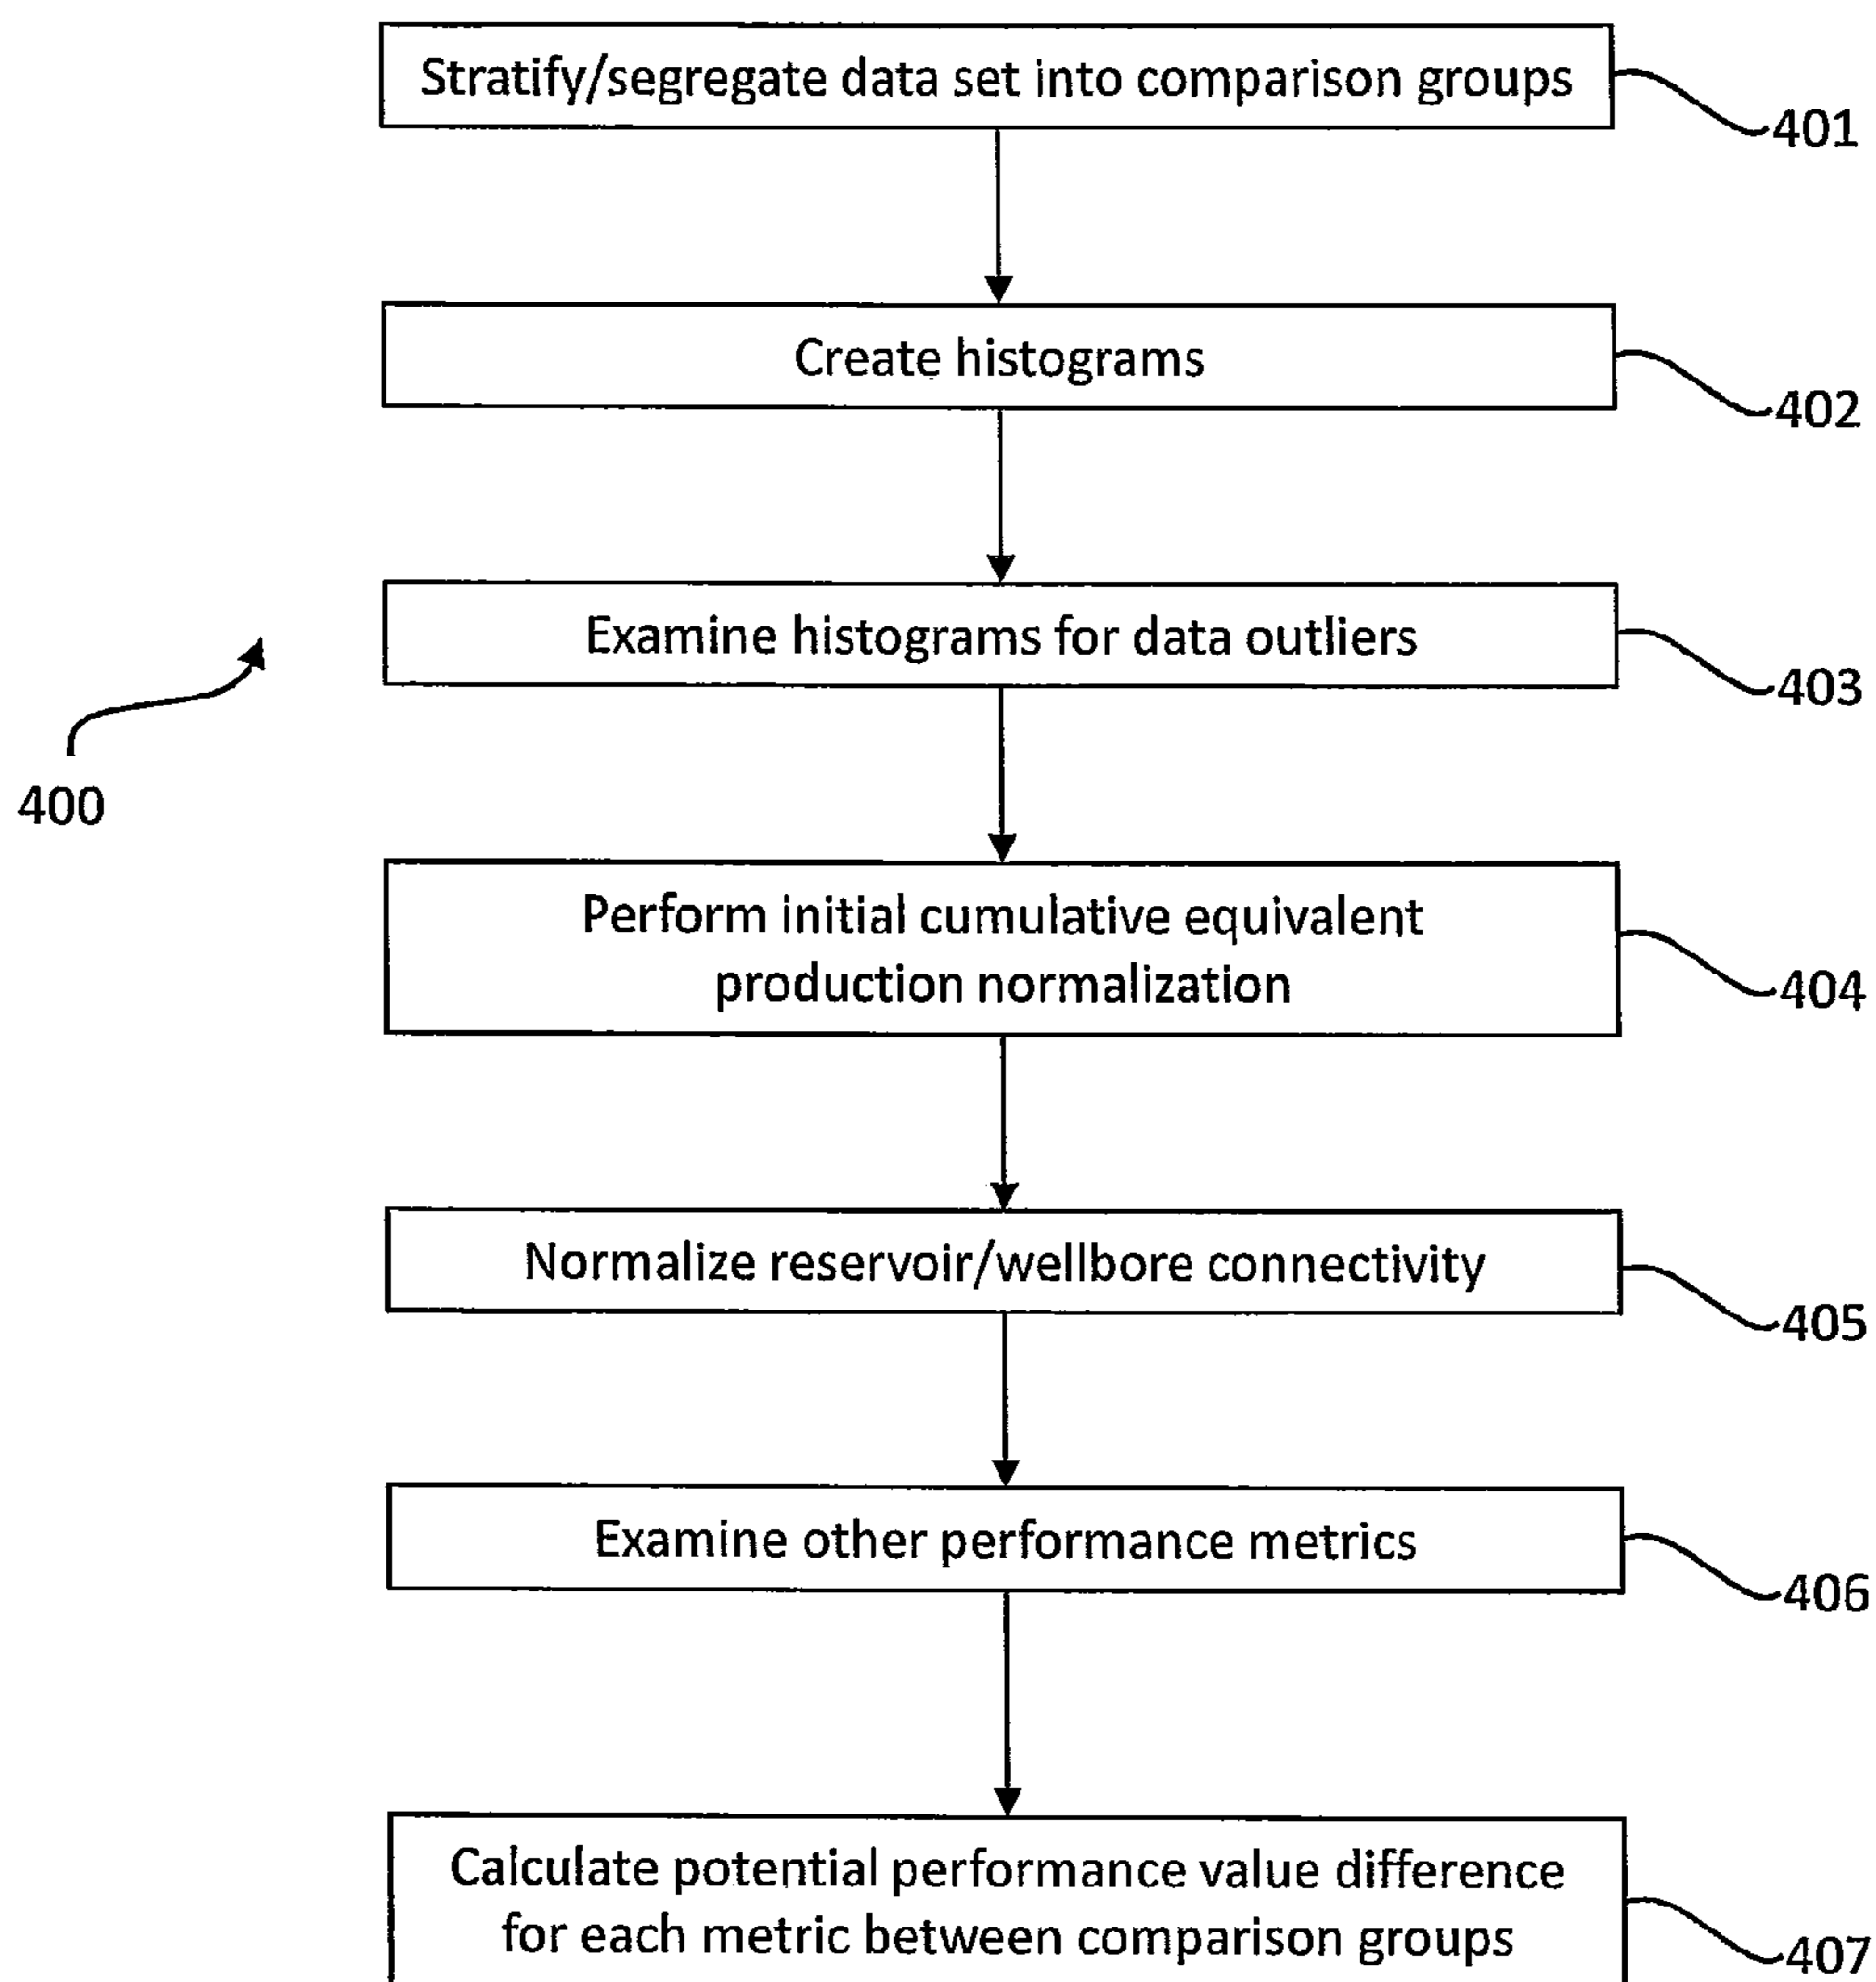 Stratify/segregate data set into comparison groups
401
Create histograms
402
Examine histograms for data outliers
403
400
Perform initial cumulative equivalent
production normalization
404
Normalize reservoir/wellbore connectivity
405
Examine other performance metrics
406
Calculate potential performance value difference
for each metric between comparison groups
407